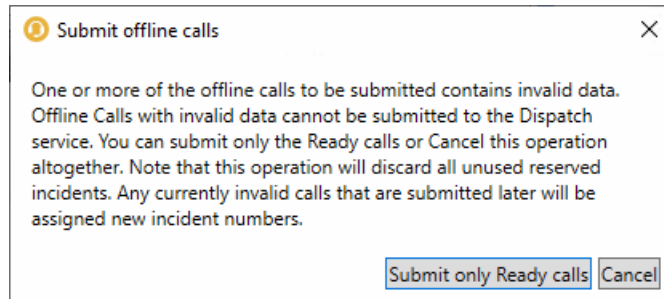 Submit offline calls
One or more of the offline calls to be submitted contains invalid data.
Offline Calls with invalid data cannot be submitted to the Dispatch
service. You can submit only the Ready calls or Cancel this operation
altogether. Note that this operation will discard all unused reserved
incidents. Any currently invalid calls that are submitted later will be
assigned new incident numbers.
Submit only Ready calls Cancel